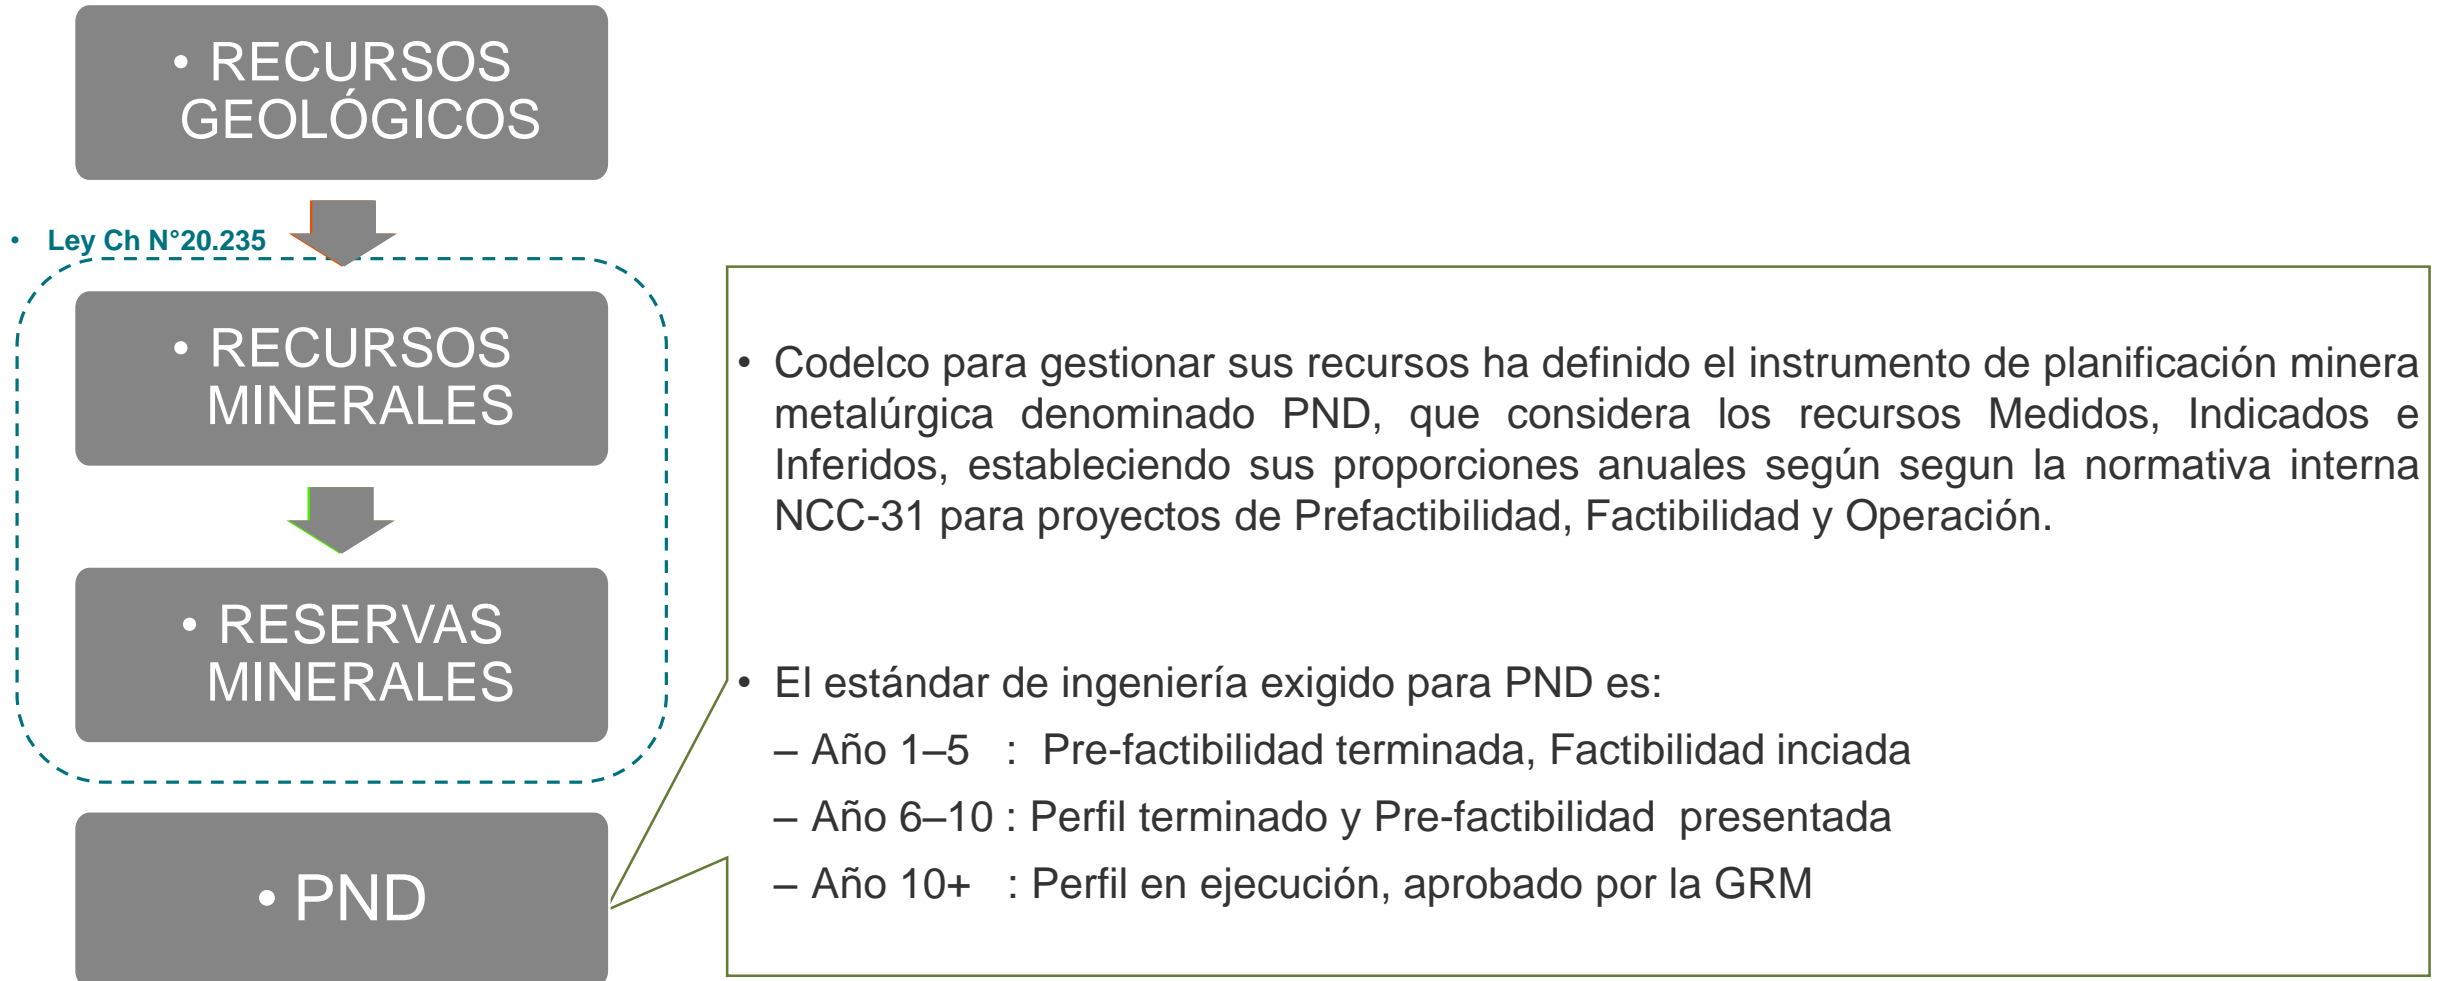 • RECURSOS
GEOLÓGICOS
• Ley Ch N°20.235
• RECURSOS
MINERALES
• RESERVAS
MINERALES
• PND
• Codelco para gestionar sus recursos ha definido el instrumento de planificación minera
metalúrgica denominado PND, que considera los recursos Medidos, Indicados e
Inferidos, estableciendo sus proporciones anuales según segun la normativa interna
NCC-31 para proyectos de Prefactibilidad, Factibilidad y Operación.
• El estándar de ingeniería exigido para PND es:
– Año 1–5 : Pre-factibilidad terminada, Factibilidad inciada
– Año 6–10 : Perfil terminado y Pre-factibilidad presentada
– Año 10+ : Perfil en ejecución, aprobado por la GRM